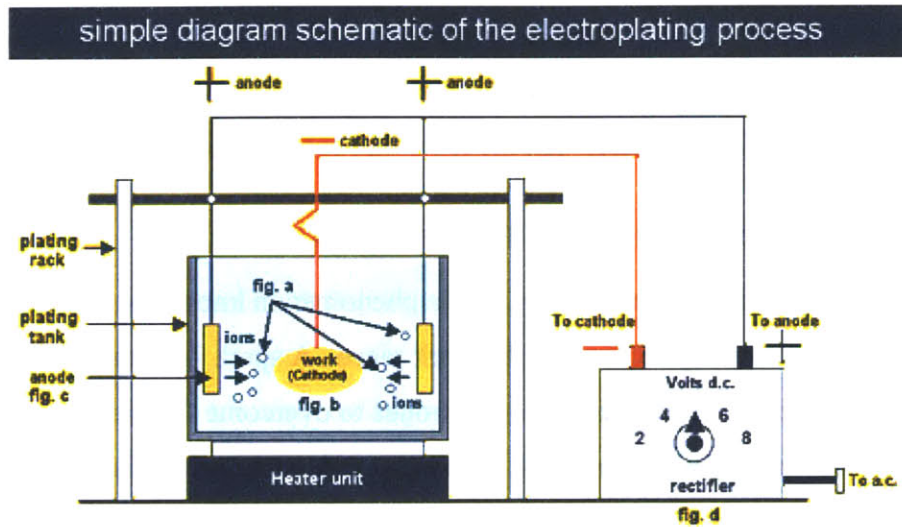 simple diagram schematic of the electroplating process
anode
anode
cathode
plating
rack
plating
tank
anode
fig. c
fig. a
ions
work
(Cathode)
fig. b
ions
Heater unit
To cathode
To anode
Volts d.c.
4
6
2
8
rectifier
fig. d
To a.c.